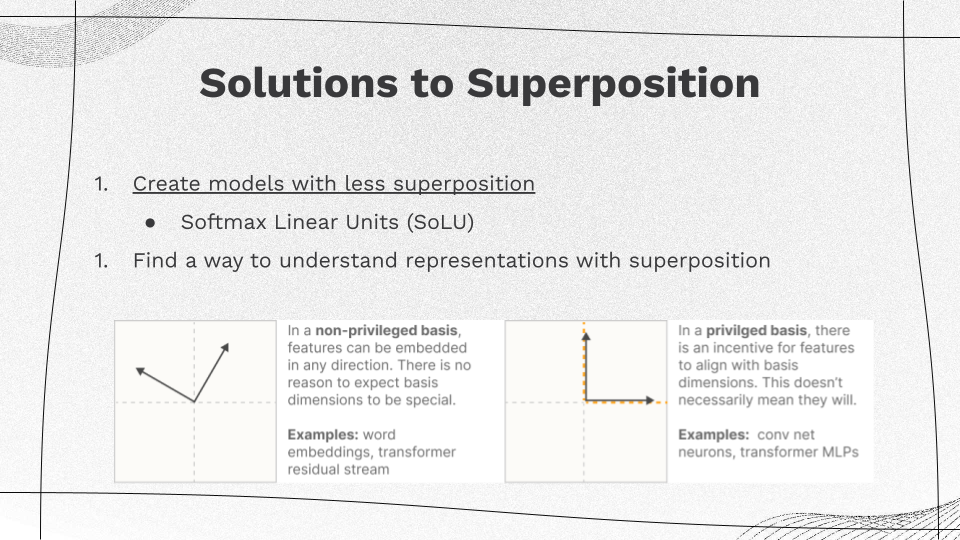 Solutions to Superposition
1. Create models with less superposition
● Softmax Linear Units (SoLU)
1. Find a way to understand representations with superposition
In a non-privileged basis,
features can be embedded
in any direction. There is no
reason to expect basis
dimensions to be special.
Examples: word
embeddings, transformer
residual stream
In a privilged basis, there
is an incentive for features
to align with basis
dimensions. This doesn't
necessarily mean they will.
Examples: conv net
neurons, transformer MLPs